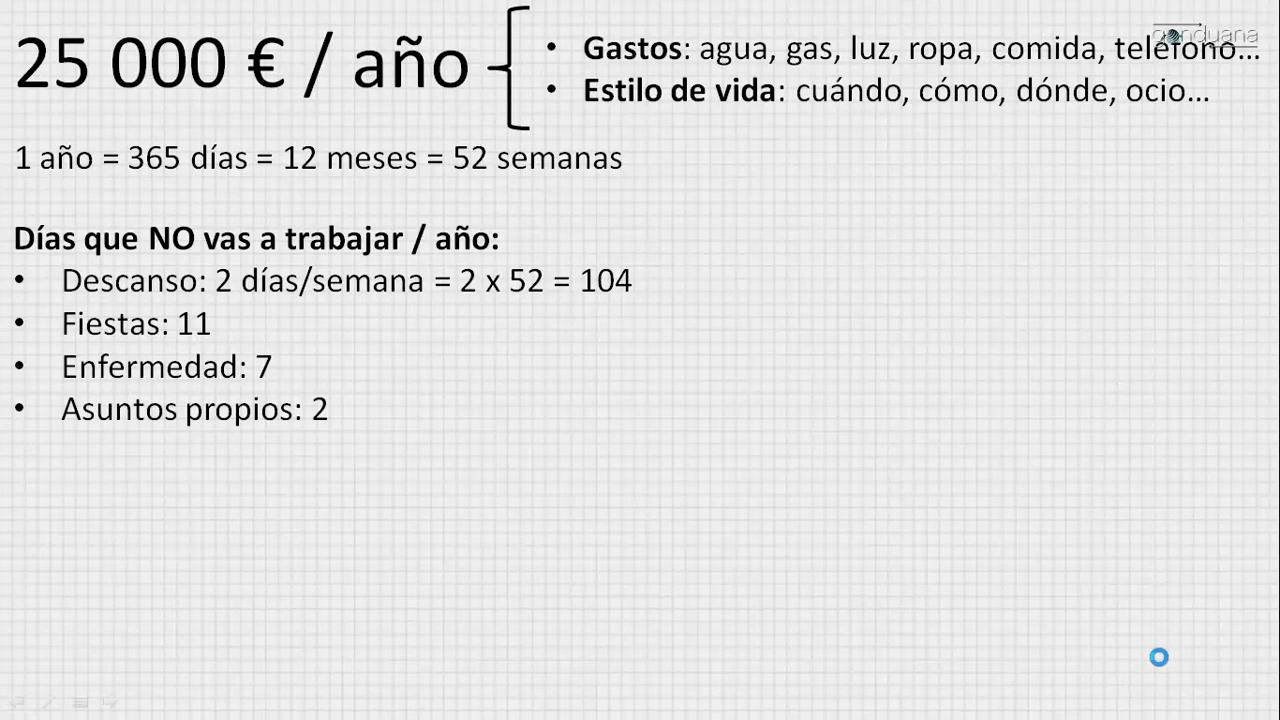 25 000 € / año
• Gastos: agua, gas, luz, ropa, comida, teléfono...
• Estilo de vida: cuándo, cómo, dónde, ocio...
qonduana
1 año = 365 días = 12 meses = 52 semanas
Días que NO vas a trabajar / año:
• Descanso: 2 días/semana = 2 x 52 = 104
• Fiestas: 11
• Enfermedad: 7
• Asuntos propios: 2